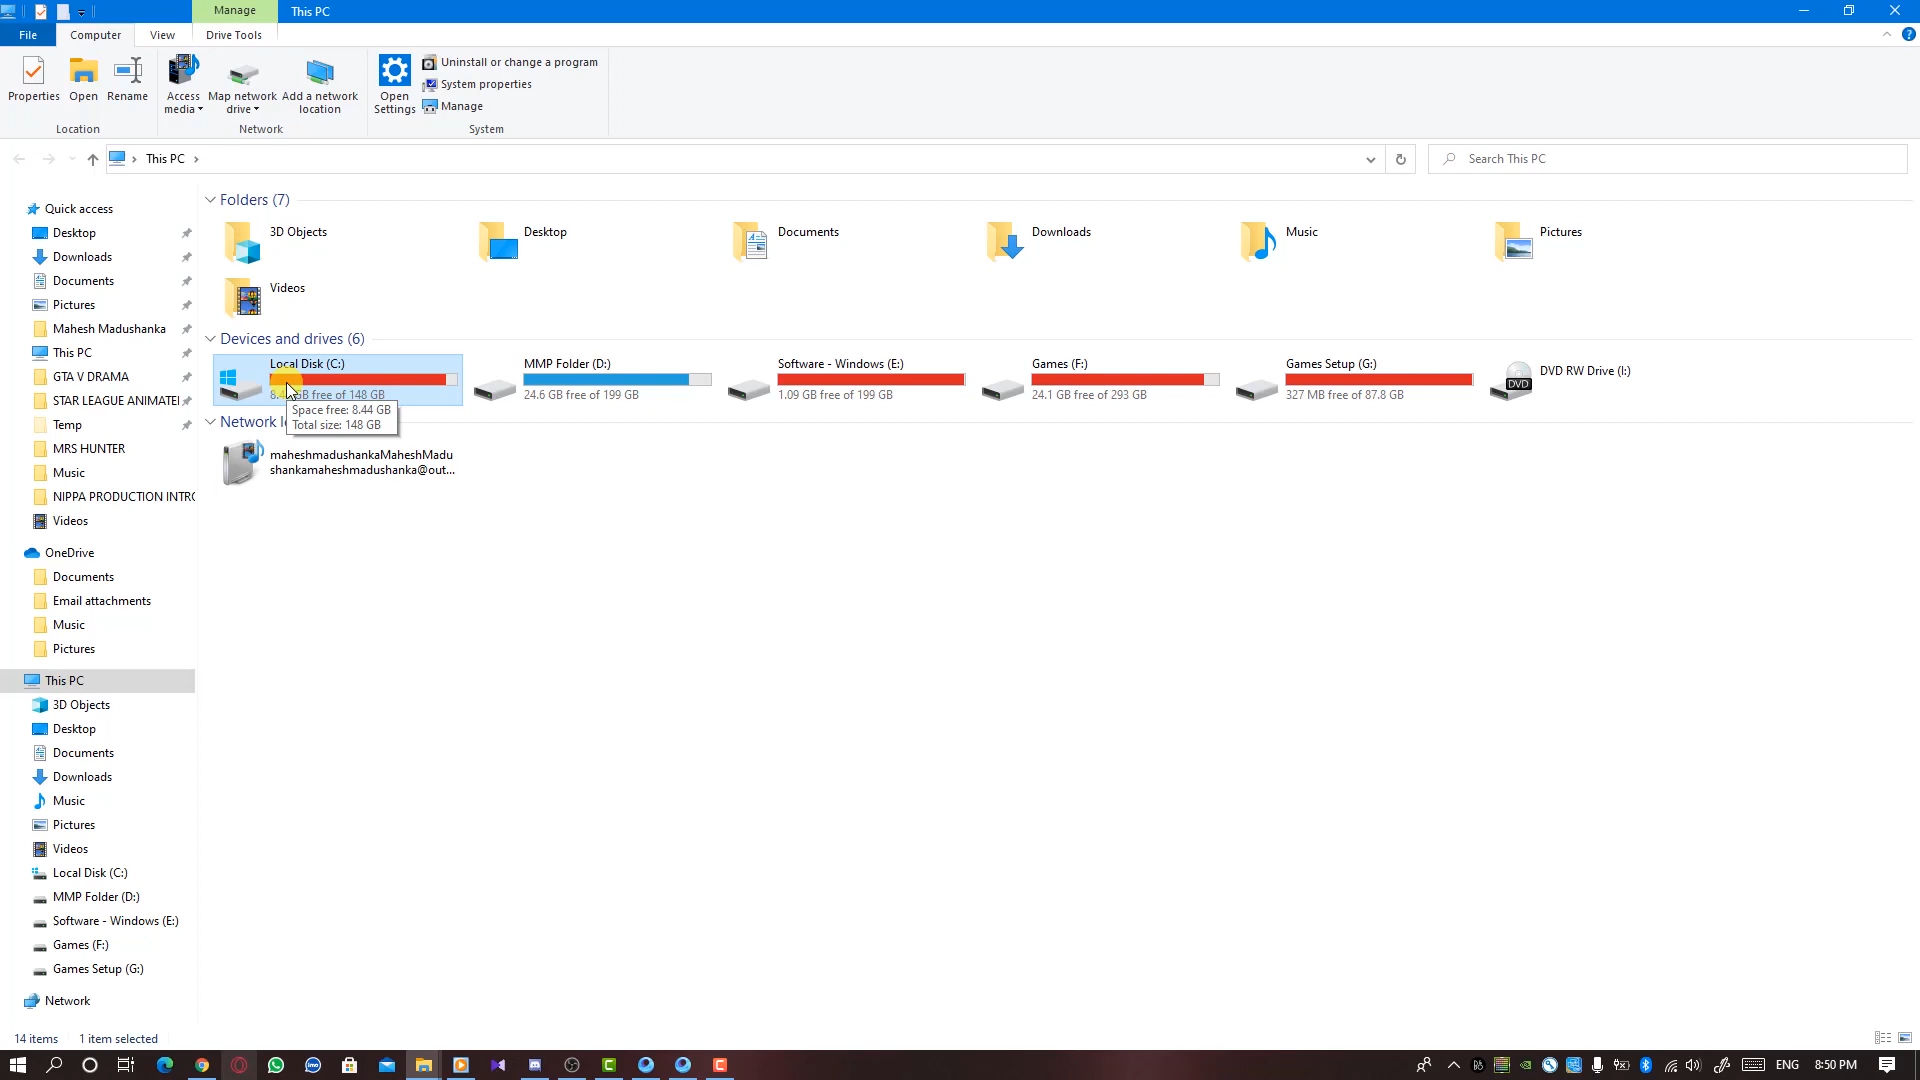 Manage
This PC
File
Computer
View
Drive Tools
Properties
Open
Rename
Access media
Map network drive
Add a network location
Open Settings
Uninstall or change a program
System properties
Manage
Location
Network
System
This PC
Search This PC
Quick access
Desktop
Downloads
Documents
Pictures
Mahesh Madushanka
This PC
GTA V DRAMA
STAR LEAGUE ANIMATE
Temp
MRS HUNTER
Music
NIPPA PRODUCTION INTRO
Videos
OneDrive
Documents
Email attachments
Music
Pictures
This PC
3D Objects
Desktop
Documents
Downloads
Music
Pictures
Videos
Local Disk (C:)
MMP Folder (D:)
Software - Windows (E:)
Games (F:)
Games Setup (G:)
Network
Folders (7)
3D Objects
Desktop
Documents
Downloads
Music
Pictures
Videos
Devices and drives (6)
Local Disk (C:)
GB free of 148 GB
Space free: 8.44 GB
Total size: 148 GB
MMP Folder (D:)
24.6 GB free of 199 GB
Software - Windows (E:)
1.09 GB free of 199 GB
Games (F:)
24.1 GB free of 293 GB
Games Setup (G:)
327 MB free of 87.8 GB
DVD RW Drive (I:)
DVD
Network
maheshmadushankaMaheshMadu
shankamaheshmadushanka@out...
14 items
1 item selected
ENG
8:50 PM